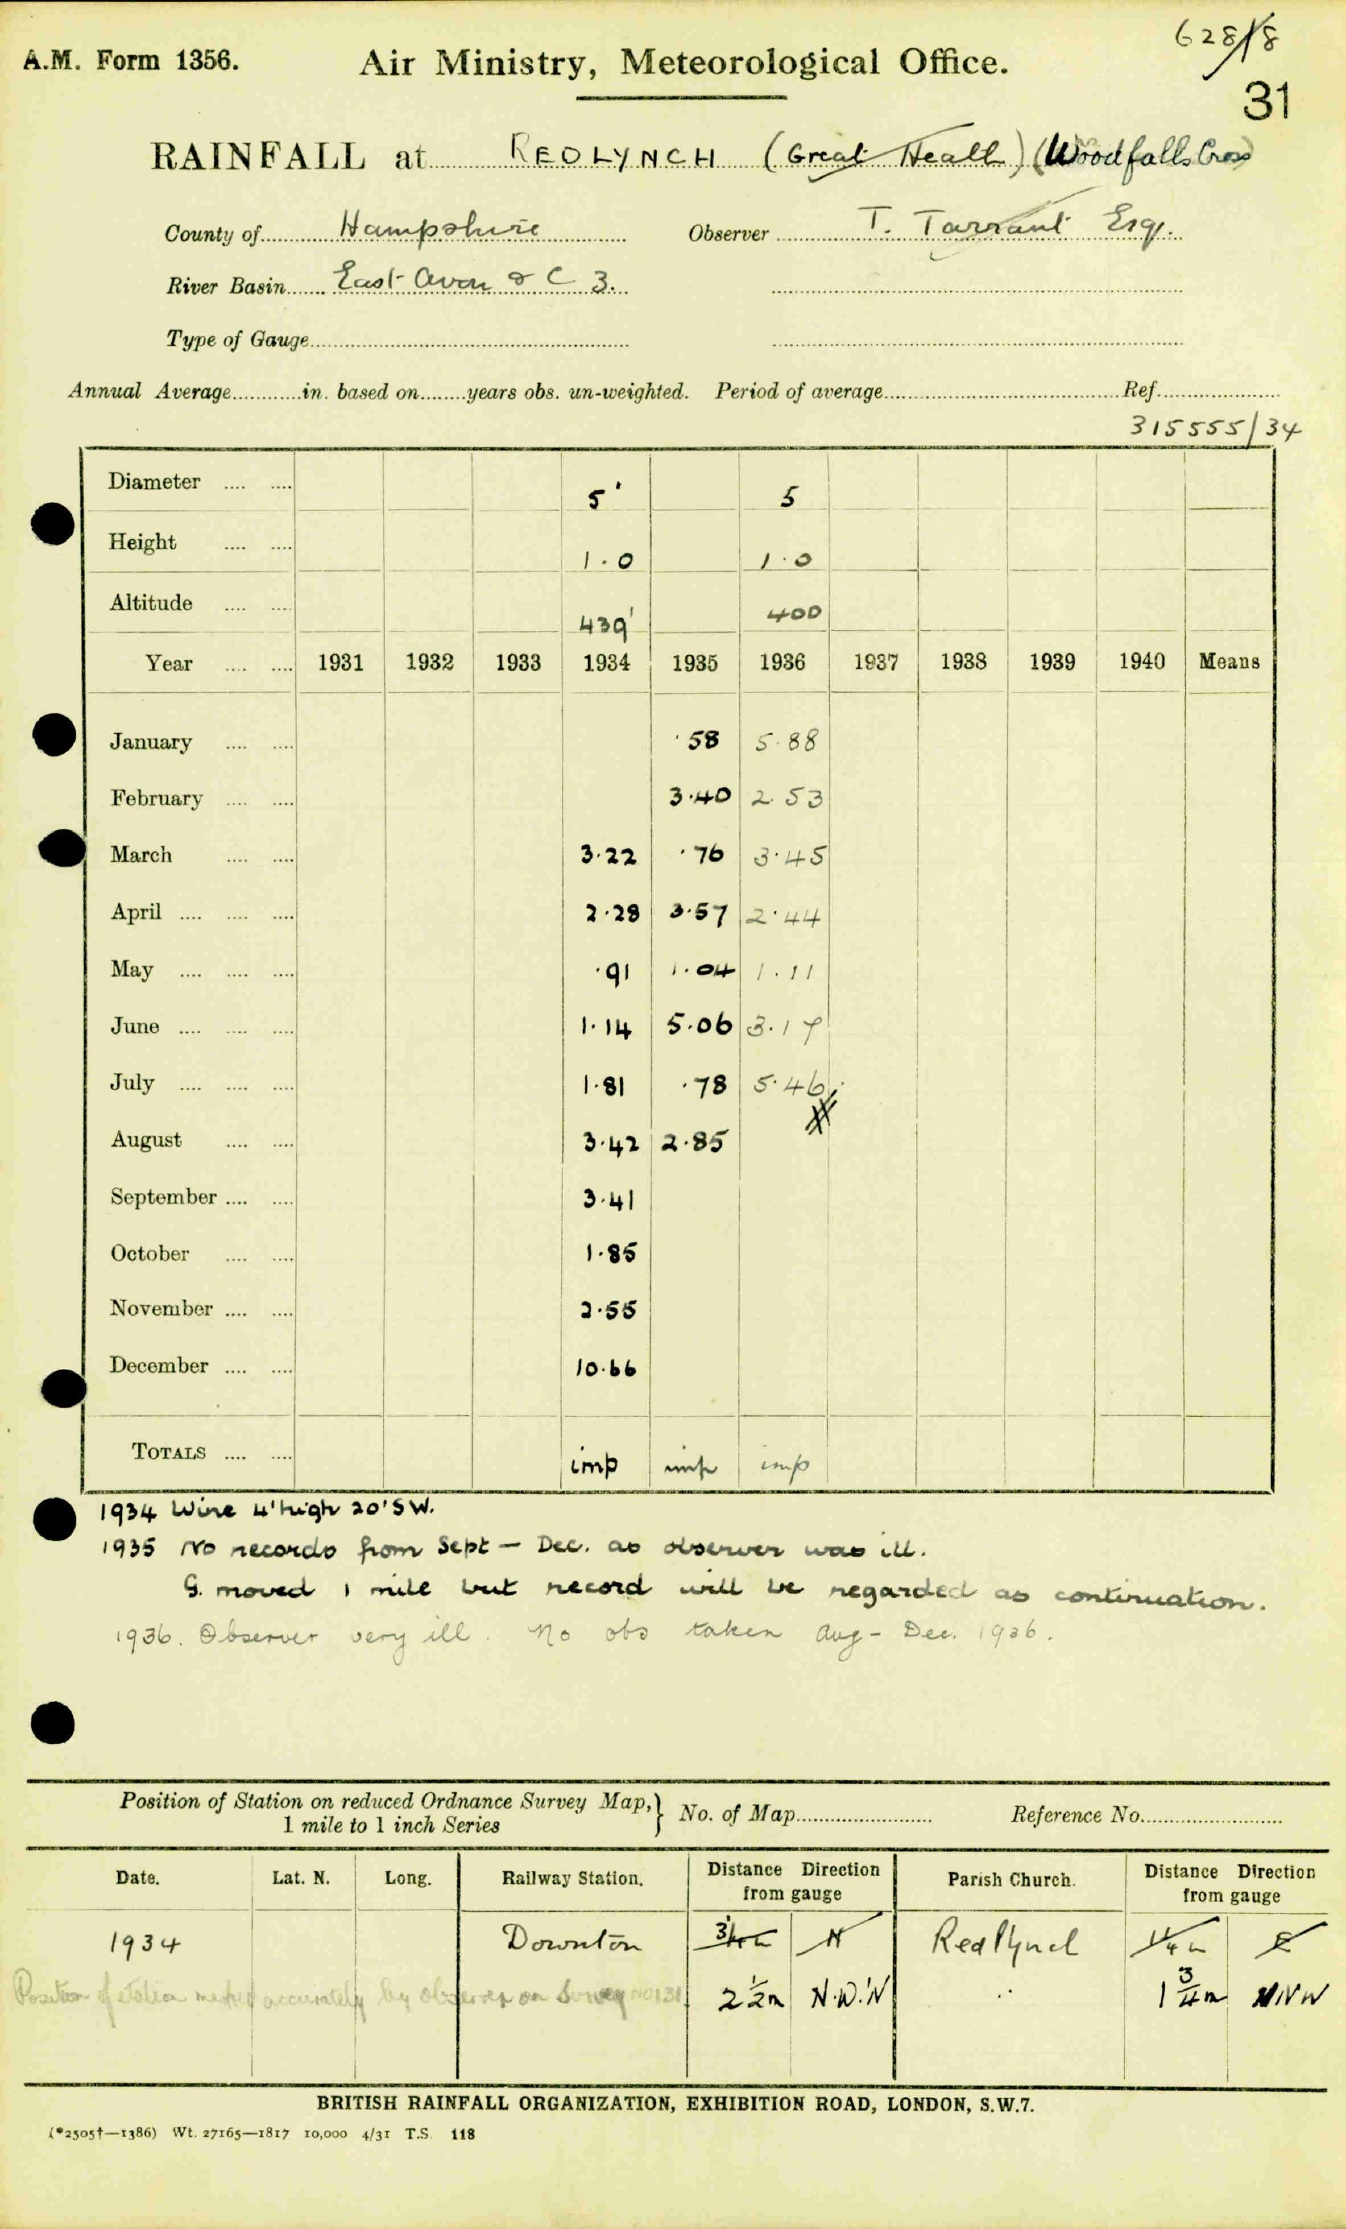 628/8
A.M. Form 1356.
Air Ministry, Meteorological Office.
31
RAINFALL at REDLYNCH (Great Heath) (Woodfalls Cross)
County of Hampshire Observer T. Tarrant Esq.
River Basin East Avon & C 3.
Type of Gauge
Annual Average in. based on years obs. un-weighted. Period of average Ref.
315555/34
Diameter 5' 5
Height 1.0 1.0
Altitude 439' 400
Year 1931 1932 1933 1934 1935 1936 1937 1938 1939 1940 Means
January .58 5.88
February 3.40 2.53
March 3.22 .76 3.45
April 2.28 3.57 2.44
May .91 1.04 1.11
June 1.14 5.06 3.17
July 1.81 .78 5.46
August 3.42 2.85
September 3.41
October 1.85
November 2.55
December 10.66
TOTALS imp imp imp
1934 Wire 4' high 20' SW.
1935 No records from Sept - Dec. as observer was ill.
G. moved 1 mile but record will be regarded as continuation.
1936. Observer very ill. No obs taken Aug - Dec. 1936.
Position of Station on reduced Ordnance Survey Map, } No. of Map Reference No.
1 mile to 1 inch Series
Date. Lat. N. Long. Railway Station. Distance Direction from gauge Parish Church. Distance Direction from gauge
1934 Downton N Redlynch 1¼ m E
Position of station marked accurately by observer on Survey no 131 2½m N.W.'N 1¾m NNW
BRITISH RAINFALL ORGANIZATION, EXHIBITION ROAD, LONDON, S.W.7.
(*2505†—1386) Wt. 27165—1817 10,000 4/31 T.S. 118